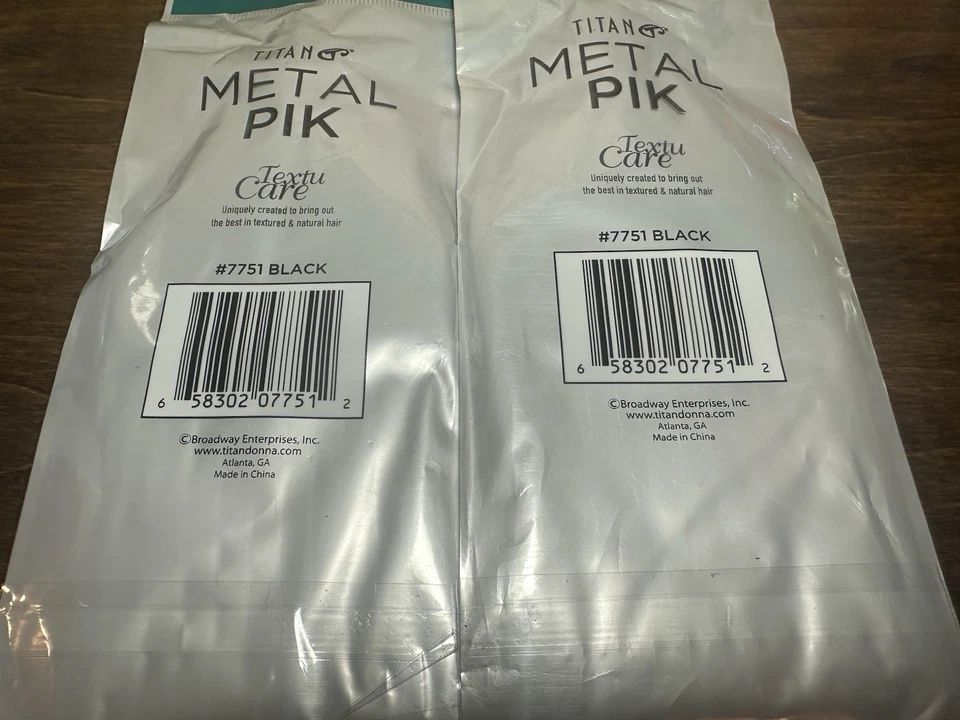 TITAN
METAL
PIK
Textu
Care
Uniquely created to bring out
the best in textured & natural hair
#7751 BLACK
6 58302 07751 2
©Broadway Enterprises, Inc.
www.titandonna.com
Atlanta, GA
Made in China
TITAN
METAL
PIK
Textu
Care
Uniquely created to bring out
the best in textured & natural hair
#7751 BLACK
6 58302 07751 2
©Broadway Enterprises, Inc.
www.titandonna.com
Atlanta, GA
Made in China